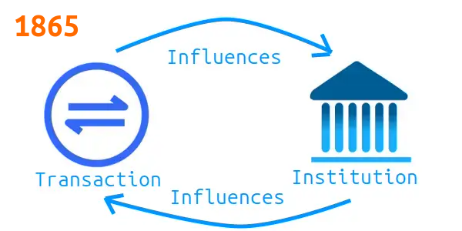 1865
Influences
Transaction
Institution
Influences